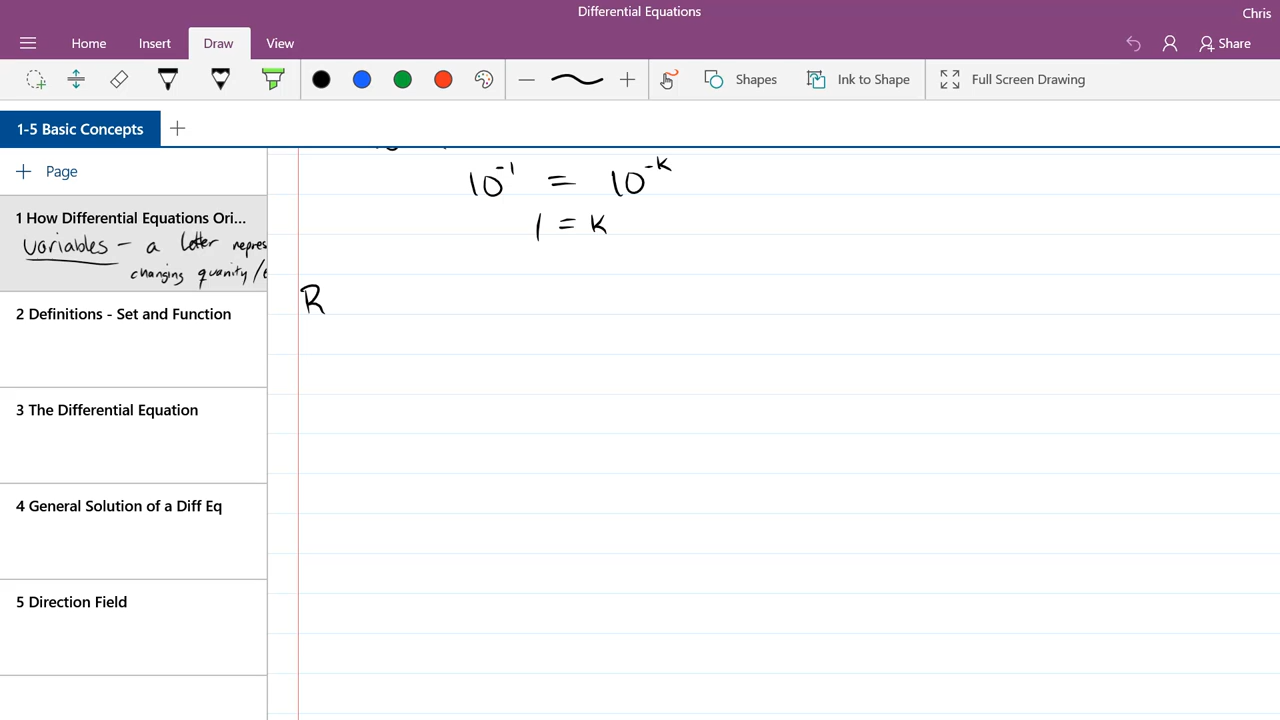 Differential Equations
Chris
Home Insert Draw View
Share
Shapes Ink to Shape Full Screen Drawing
1-5 Basic Concepts
Page
1 How Differential Equations Ori...
variables - a letter repres
changing quanity/
2 Definitions - Set and Function
3 The Differential Equation
4 General Solution of a Diff Eq
5 Direction Field
10⁻¹ = 10⁻ᵏ
1 = k
R